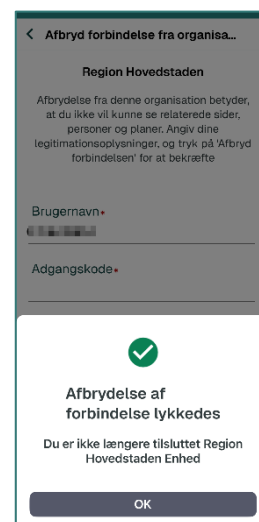 Afbryd forbindelse fra organisa...
Region Hovedstaden
Afbrydelse fra denne organisation betyder,
at du ikke vil kunne se relaterede sider,
personer og planer. Angiv dine
legitimationsoplysninger, og tryk på 'Afbryd
forbindelsen' for at bekræfte
Brugernavn*
Adgangskode*
Afbrydelse af
forbindelse lykkedes
Du er ikke længere tilsluttet Region
Hovedstaden Enhed
OK